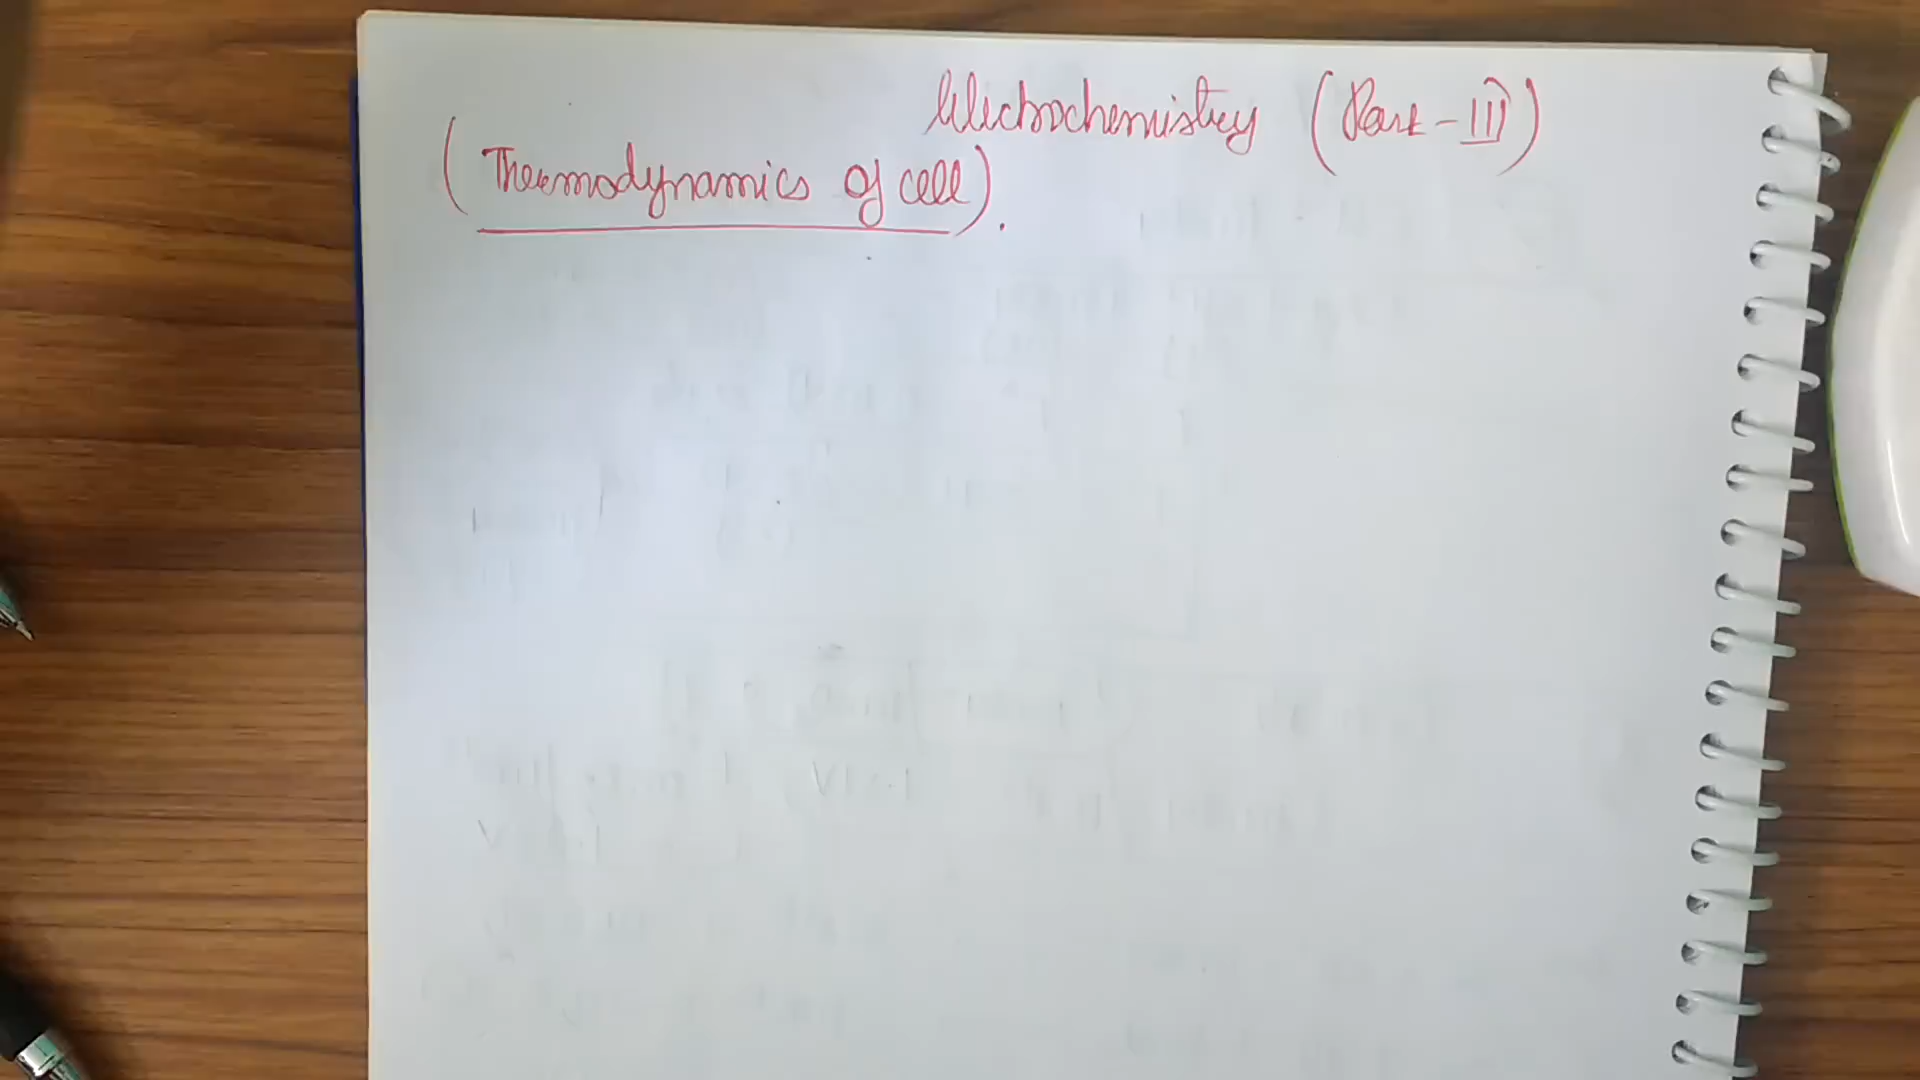 Electrochemistry (Part-III)
(Thermodynamics of cell).